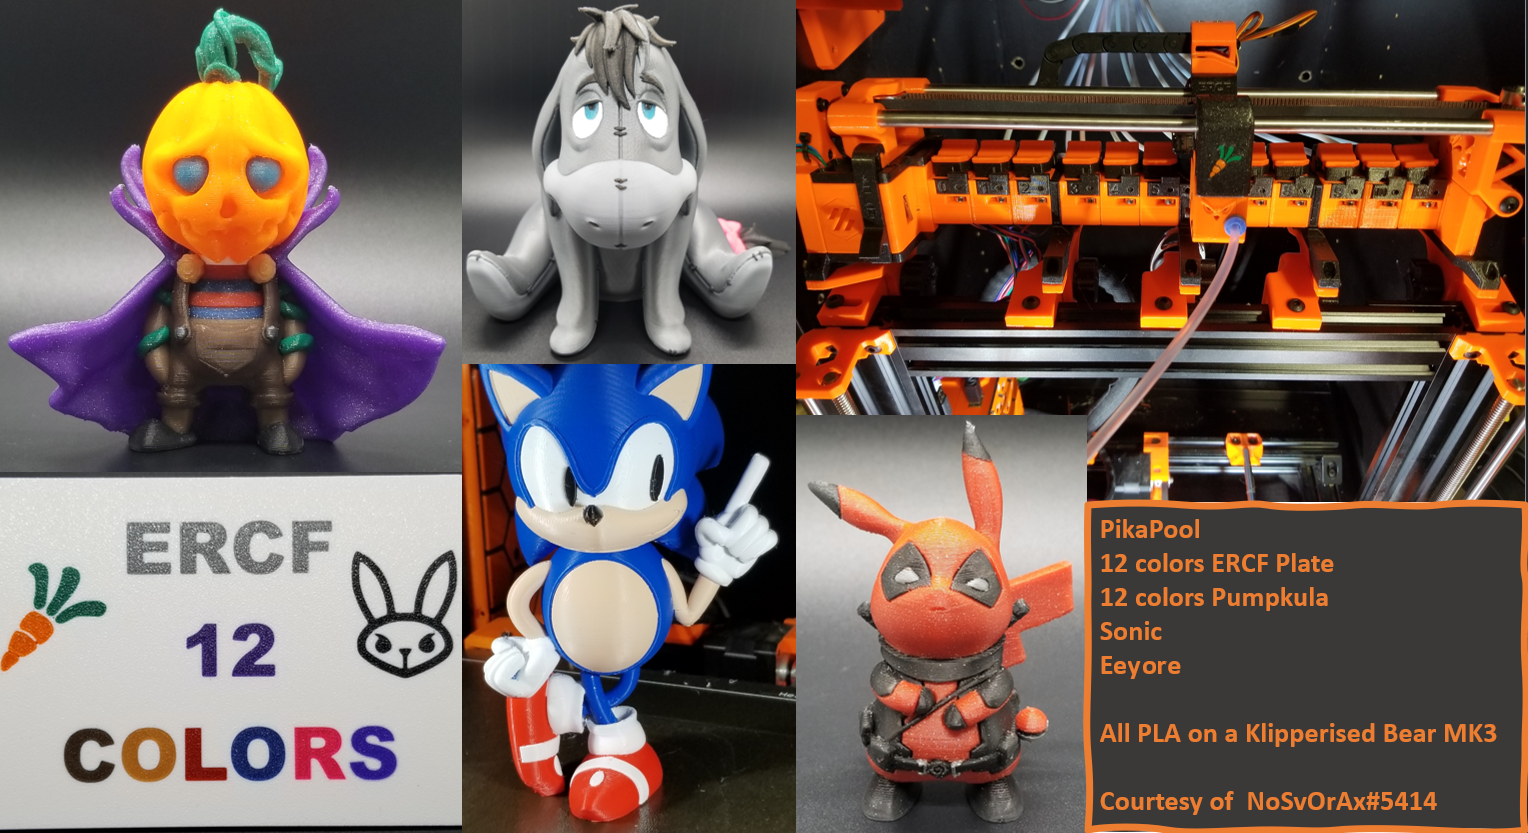 ERCF
ERCF
12
COLORS
PikaPool
12 colors ERCF Plate
12 colors Pumpkula
Sonic
Eeyore
All PLA on a Klipperised Bear MK3
Courtesy of NoSvOrAx#5414